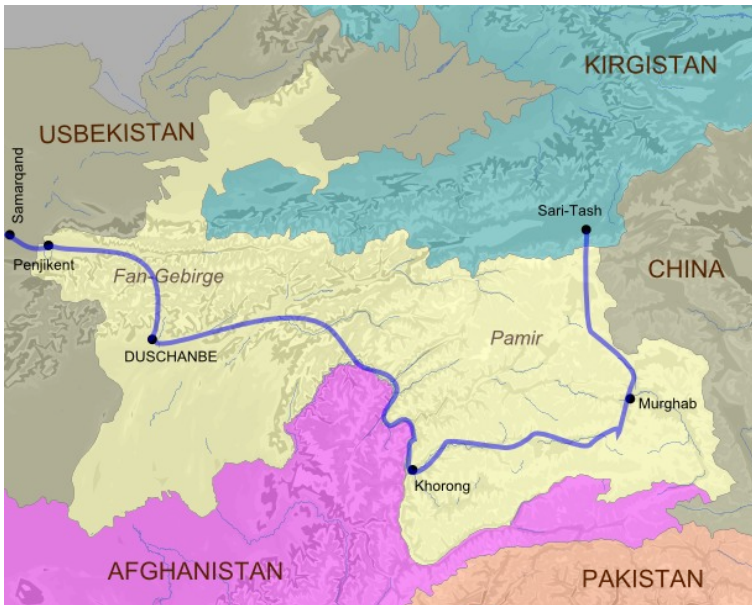 KIRGISTAN
USBEKISTAN
Samarqand
Sari-Tash
Penjikent
Fan-Gebirge
CHINA
Pamir
DUSCHANBE
Murghab
Khorong
AFGHANISTAN
PAKISTAN